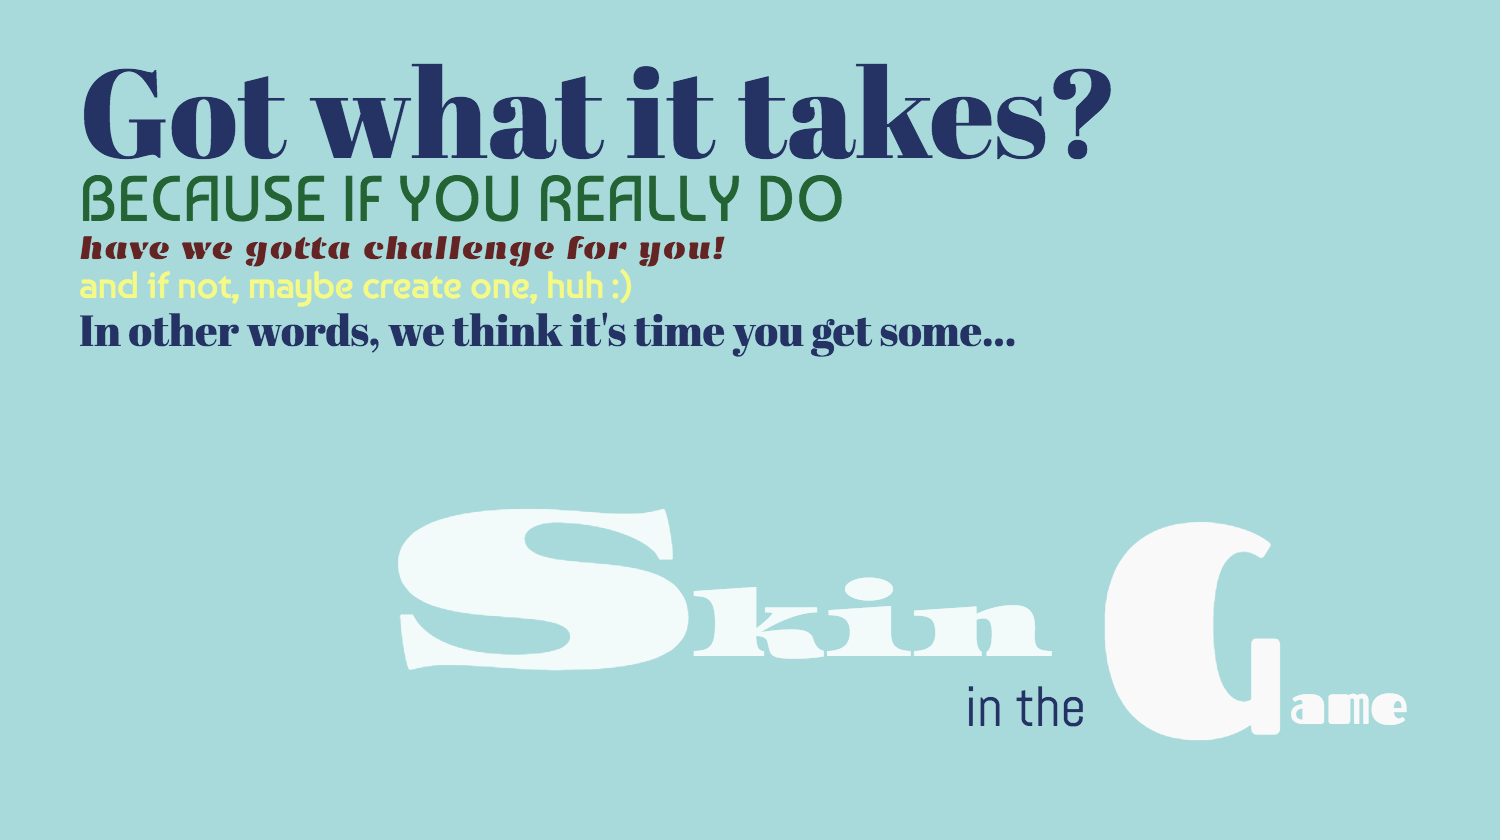 Got what it takes?
BECAUSE IF YOU REALLY DO
have we gotta challenge for you!
and if not, maybe create one, huh :)
In other words, we think it's time you get some...
Skin
in the Game